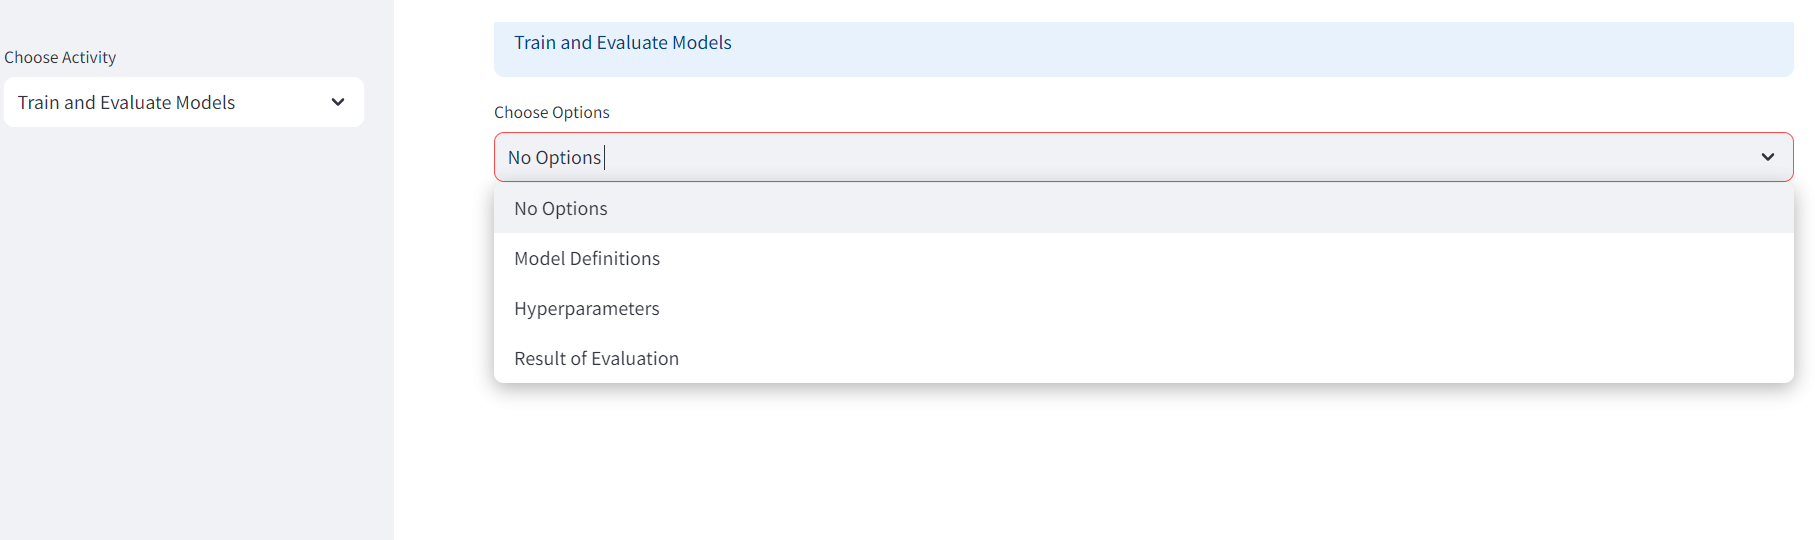 Choose Activity
Train and Evaluate Models
Train and Evaluate Models
Choose Options
No Options
No Options
Model Definitions
Hyperparameters
Result of Evaluation